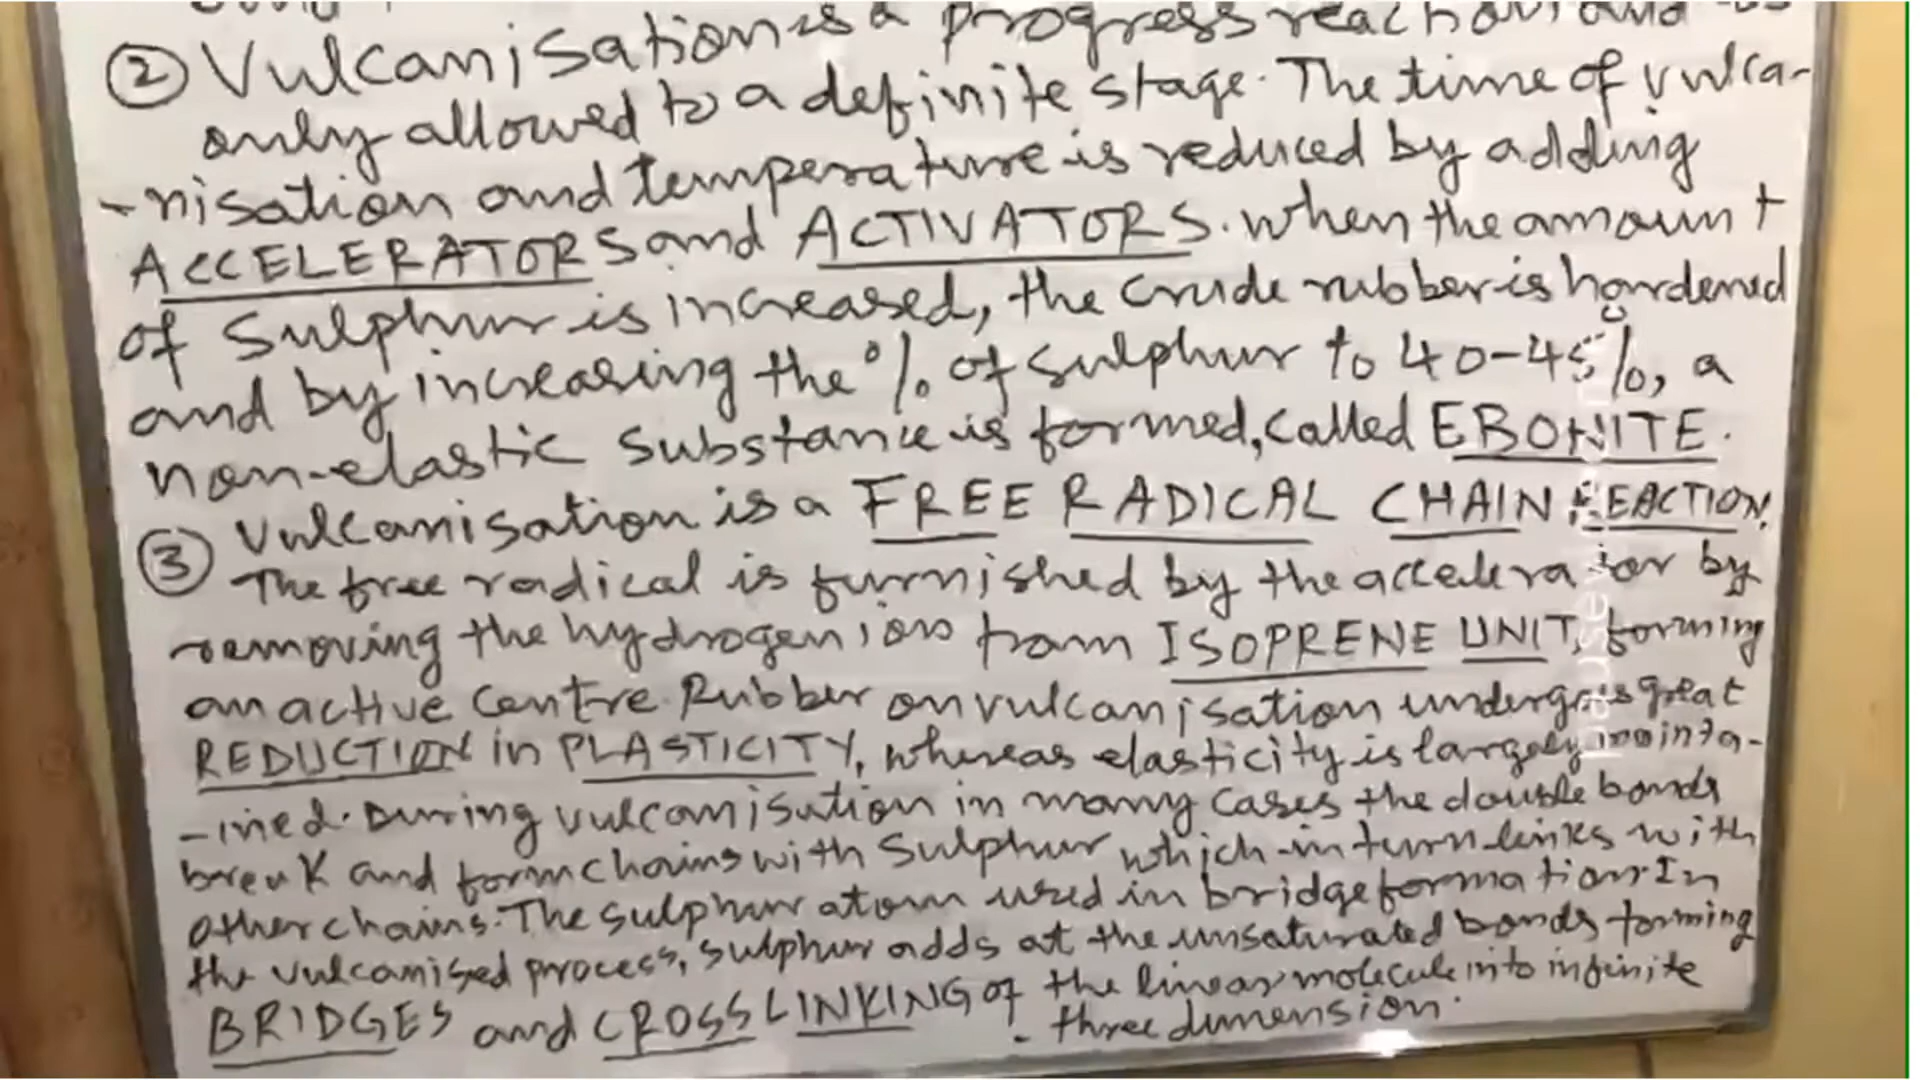 ② Vulcanisation is a progress reaction and is
only allowed to a definite stage. The time of vulca-
-nisation and temperature is reduced by adding
ACCELERATORS and ACTIVATORS. When the amount
of Sulphur is increased, the crude rubber is hardened
and by increasing the % of sulphur to 40-45%, a
non-elastic substance is formed, called EBONITE.
③ Vulcanisation is a FREE RADICAL CHAIN REACTION.
The free radical is furnished by the accelerator by
removing the hydrogen ion from ISOPRENE UNIT, forming
an active centre. Rubber on vulcanisation undergoes great
REDUCTION in PLASTICITY, whereas elasticity is largely mainta-
-ined. During vulcanisation in many cases the double bonds
break and form chains with Sulphur which in turn links with
other chains. The sulphur atom used in bridge formation. In
the vulcanised process, sulphur adds at the unsaturated bonds forming
BRIDGES and CROSS LINKING of the linear molecule into infinite
- three dimension.